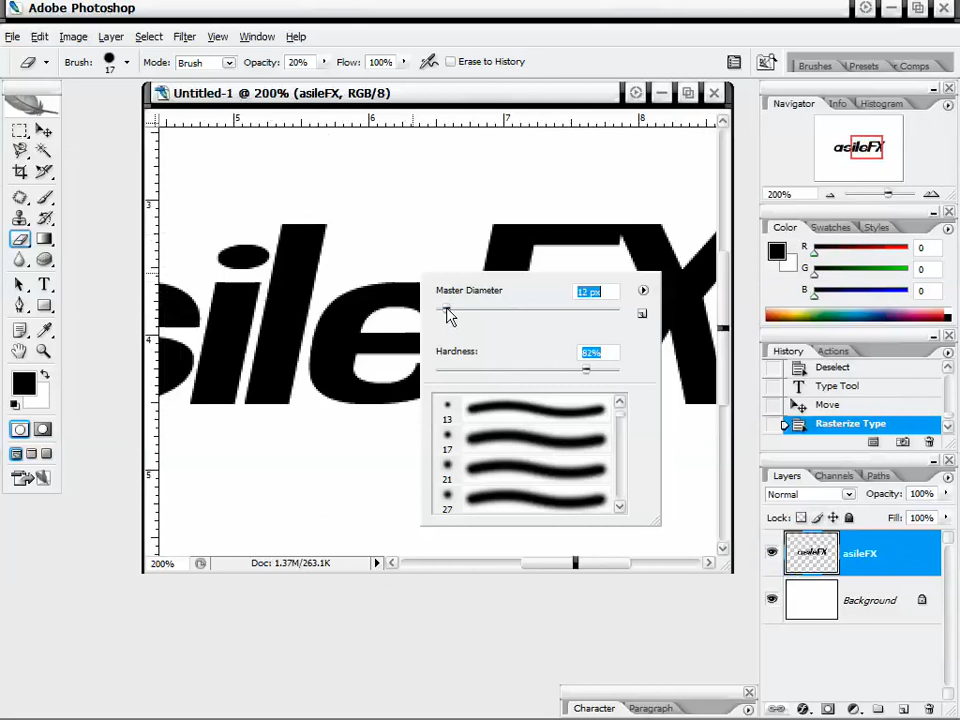 Adobe Photoshop
File Edit Image Layer Select Filter View Window Help
Brush: 17 Mode: Brush Opacity: 20% Flow: 100% Erase to History
Brushes Presets r Comps
Untitled-1 @ 200% (asileFX, RGB/8)
5 6 7 8
3
4
5
asileFX
Master Diameter 12 px
Hardness: 82%
13
17
21
27
200% Doc: 1.37M/263.1K
Navigator Info Histogram
asileFX
200%
Color Swatches Styles
R 0
G 0
B 0
History Actions
Deselect
Type Tool
Move
Rasterize Type
Layers Channels Paths
Normal Opacity: 100%
Lock: Fill: 100%
asileFX asileFX
Background
Character Paragraph